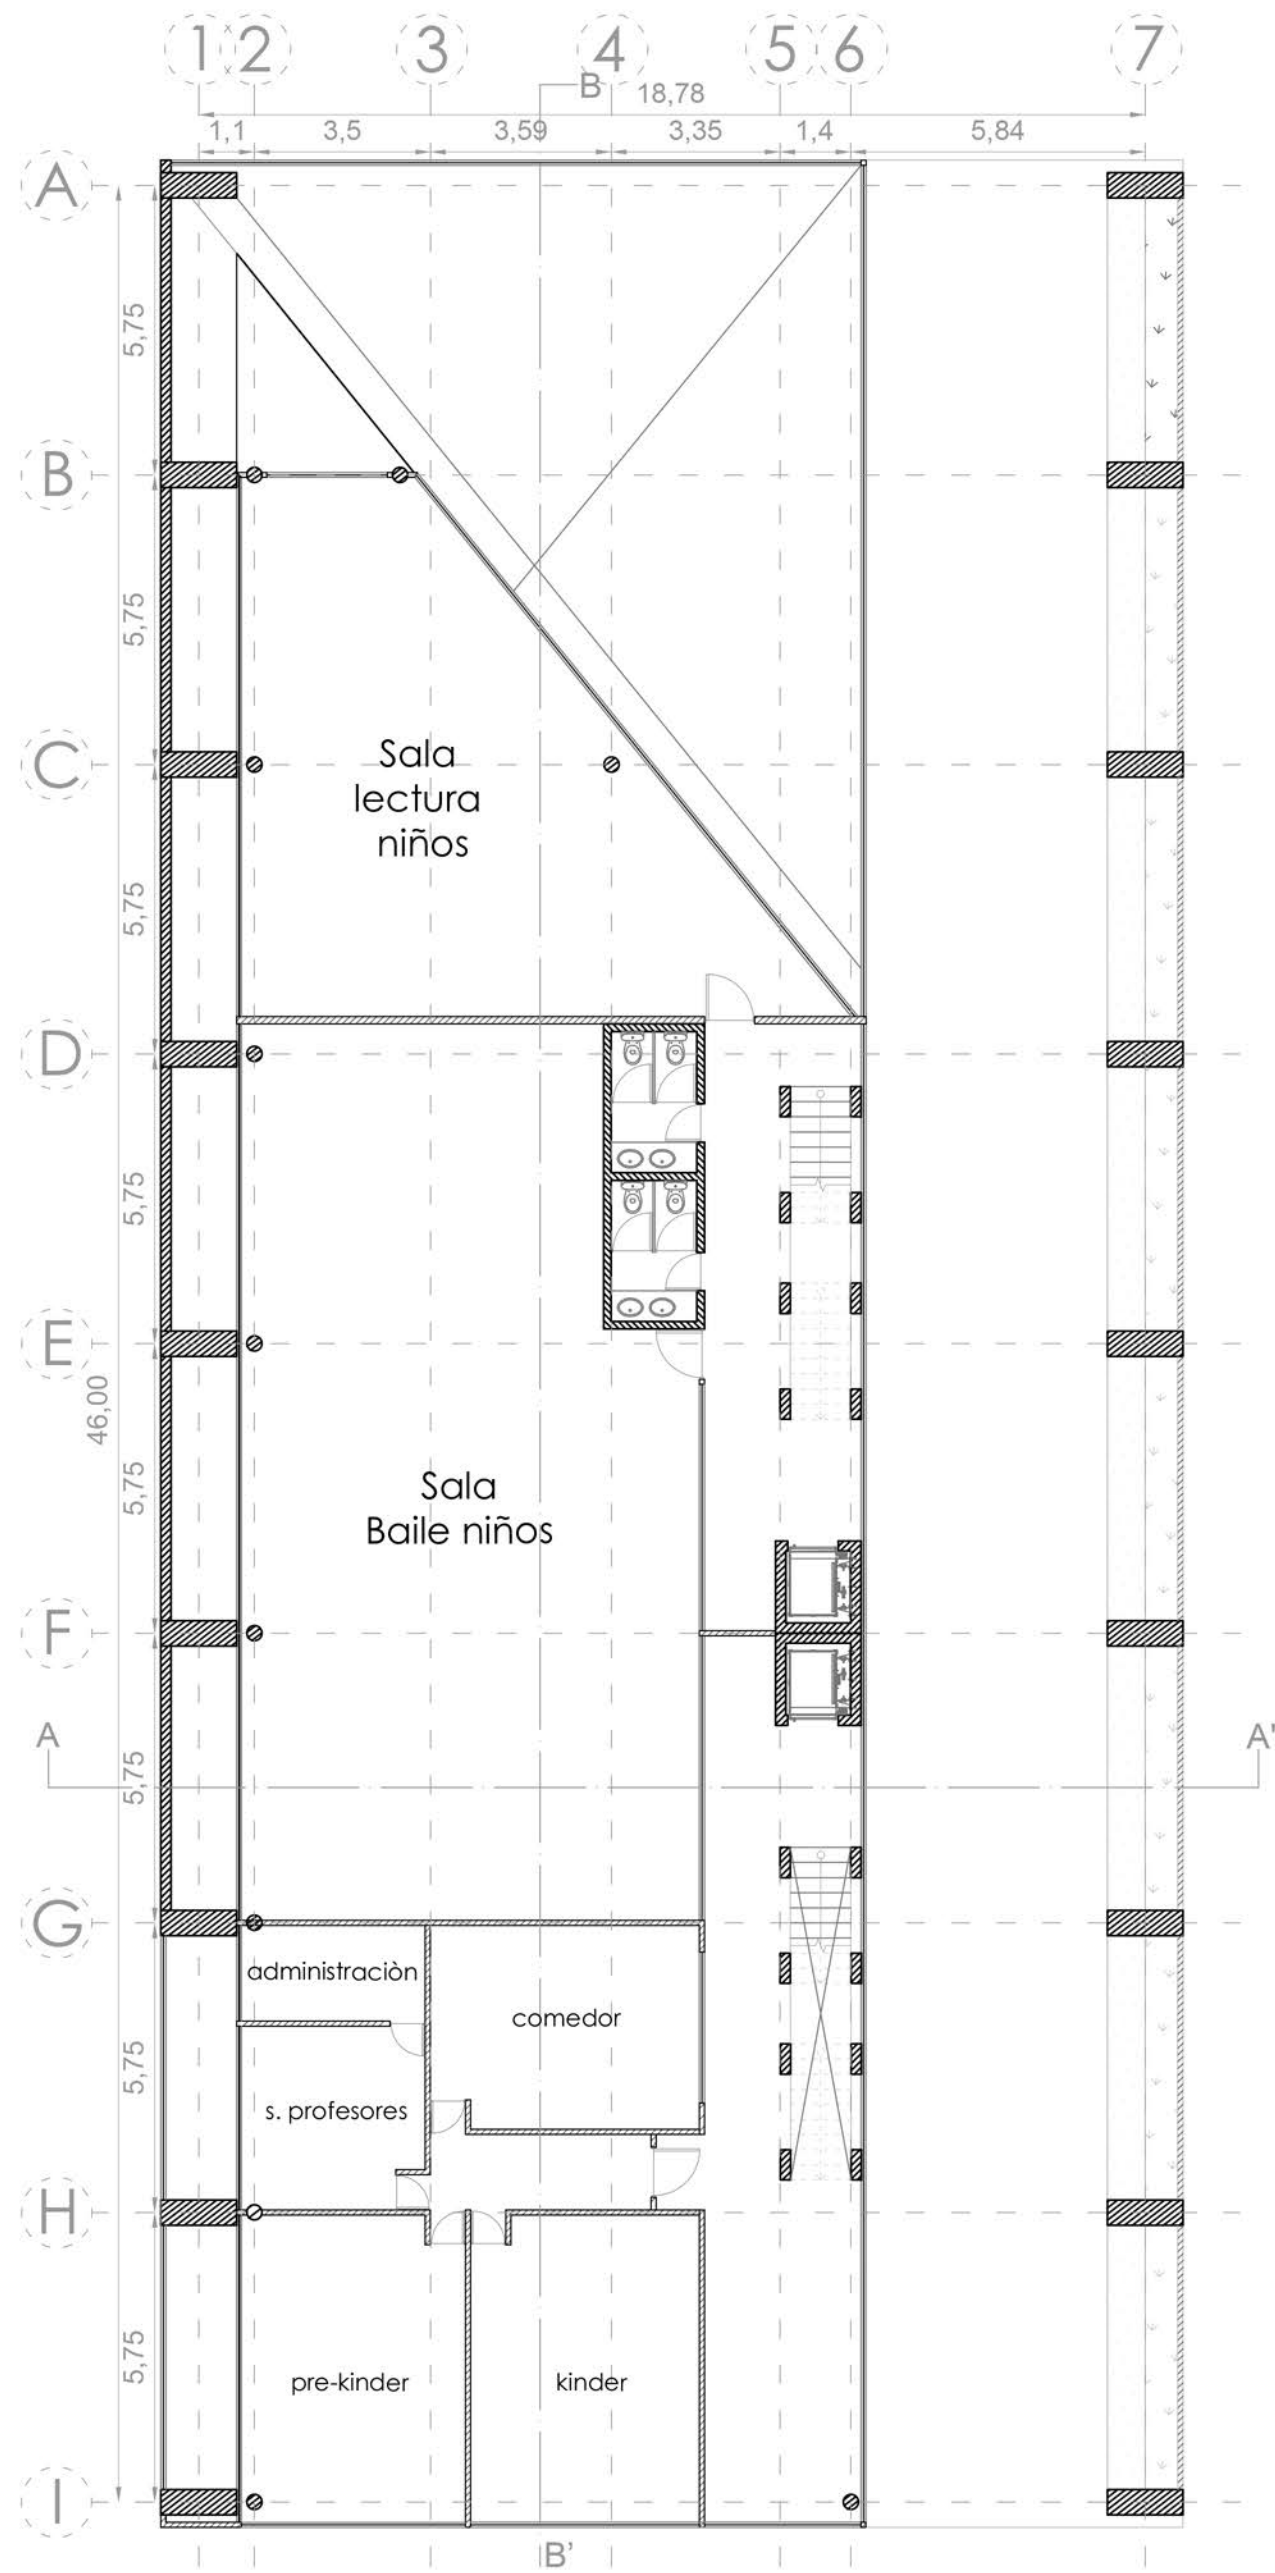 1 2 3 4 5 6 7
B 18,78
1,1 3,5 3,59 3,35 1,4 5,84
A
5,75
B
5,75
Sala
lectura
niños
C
5,75
D
5,75
E
46,00
5,75
Sala
Baile niños
F
A A'
5,75
G
administraciòn
comedor
5,75
s. profesores
H
5,75
pre-kinder kinder
I
B'